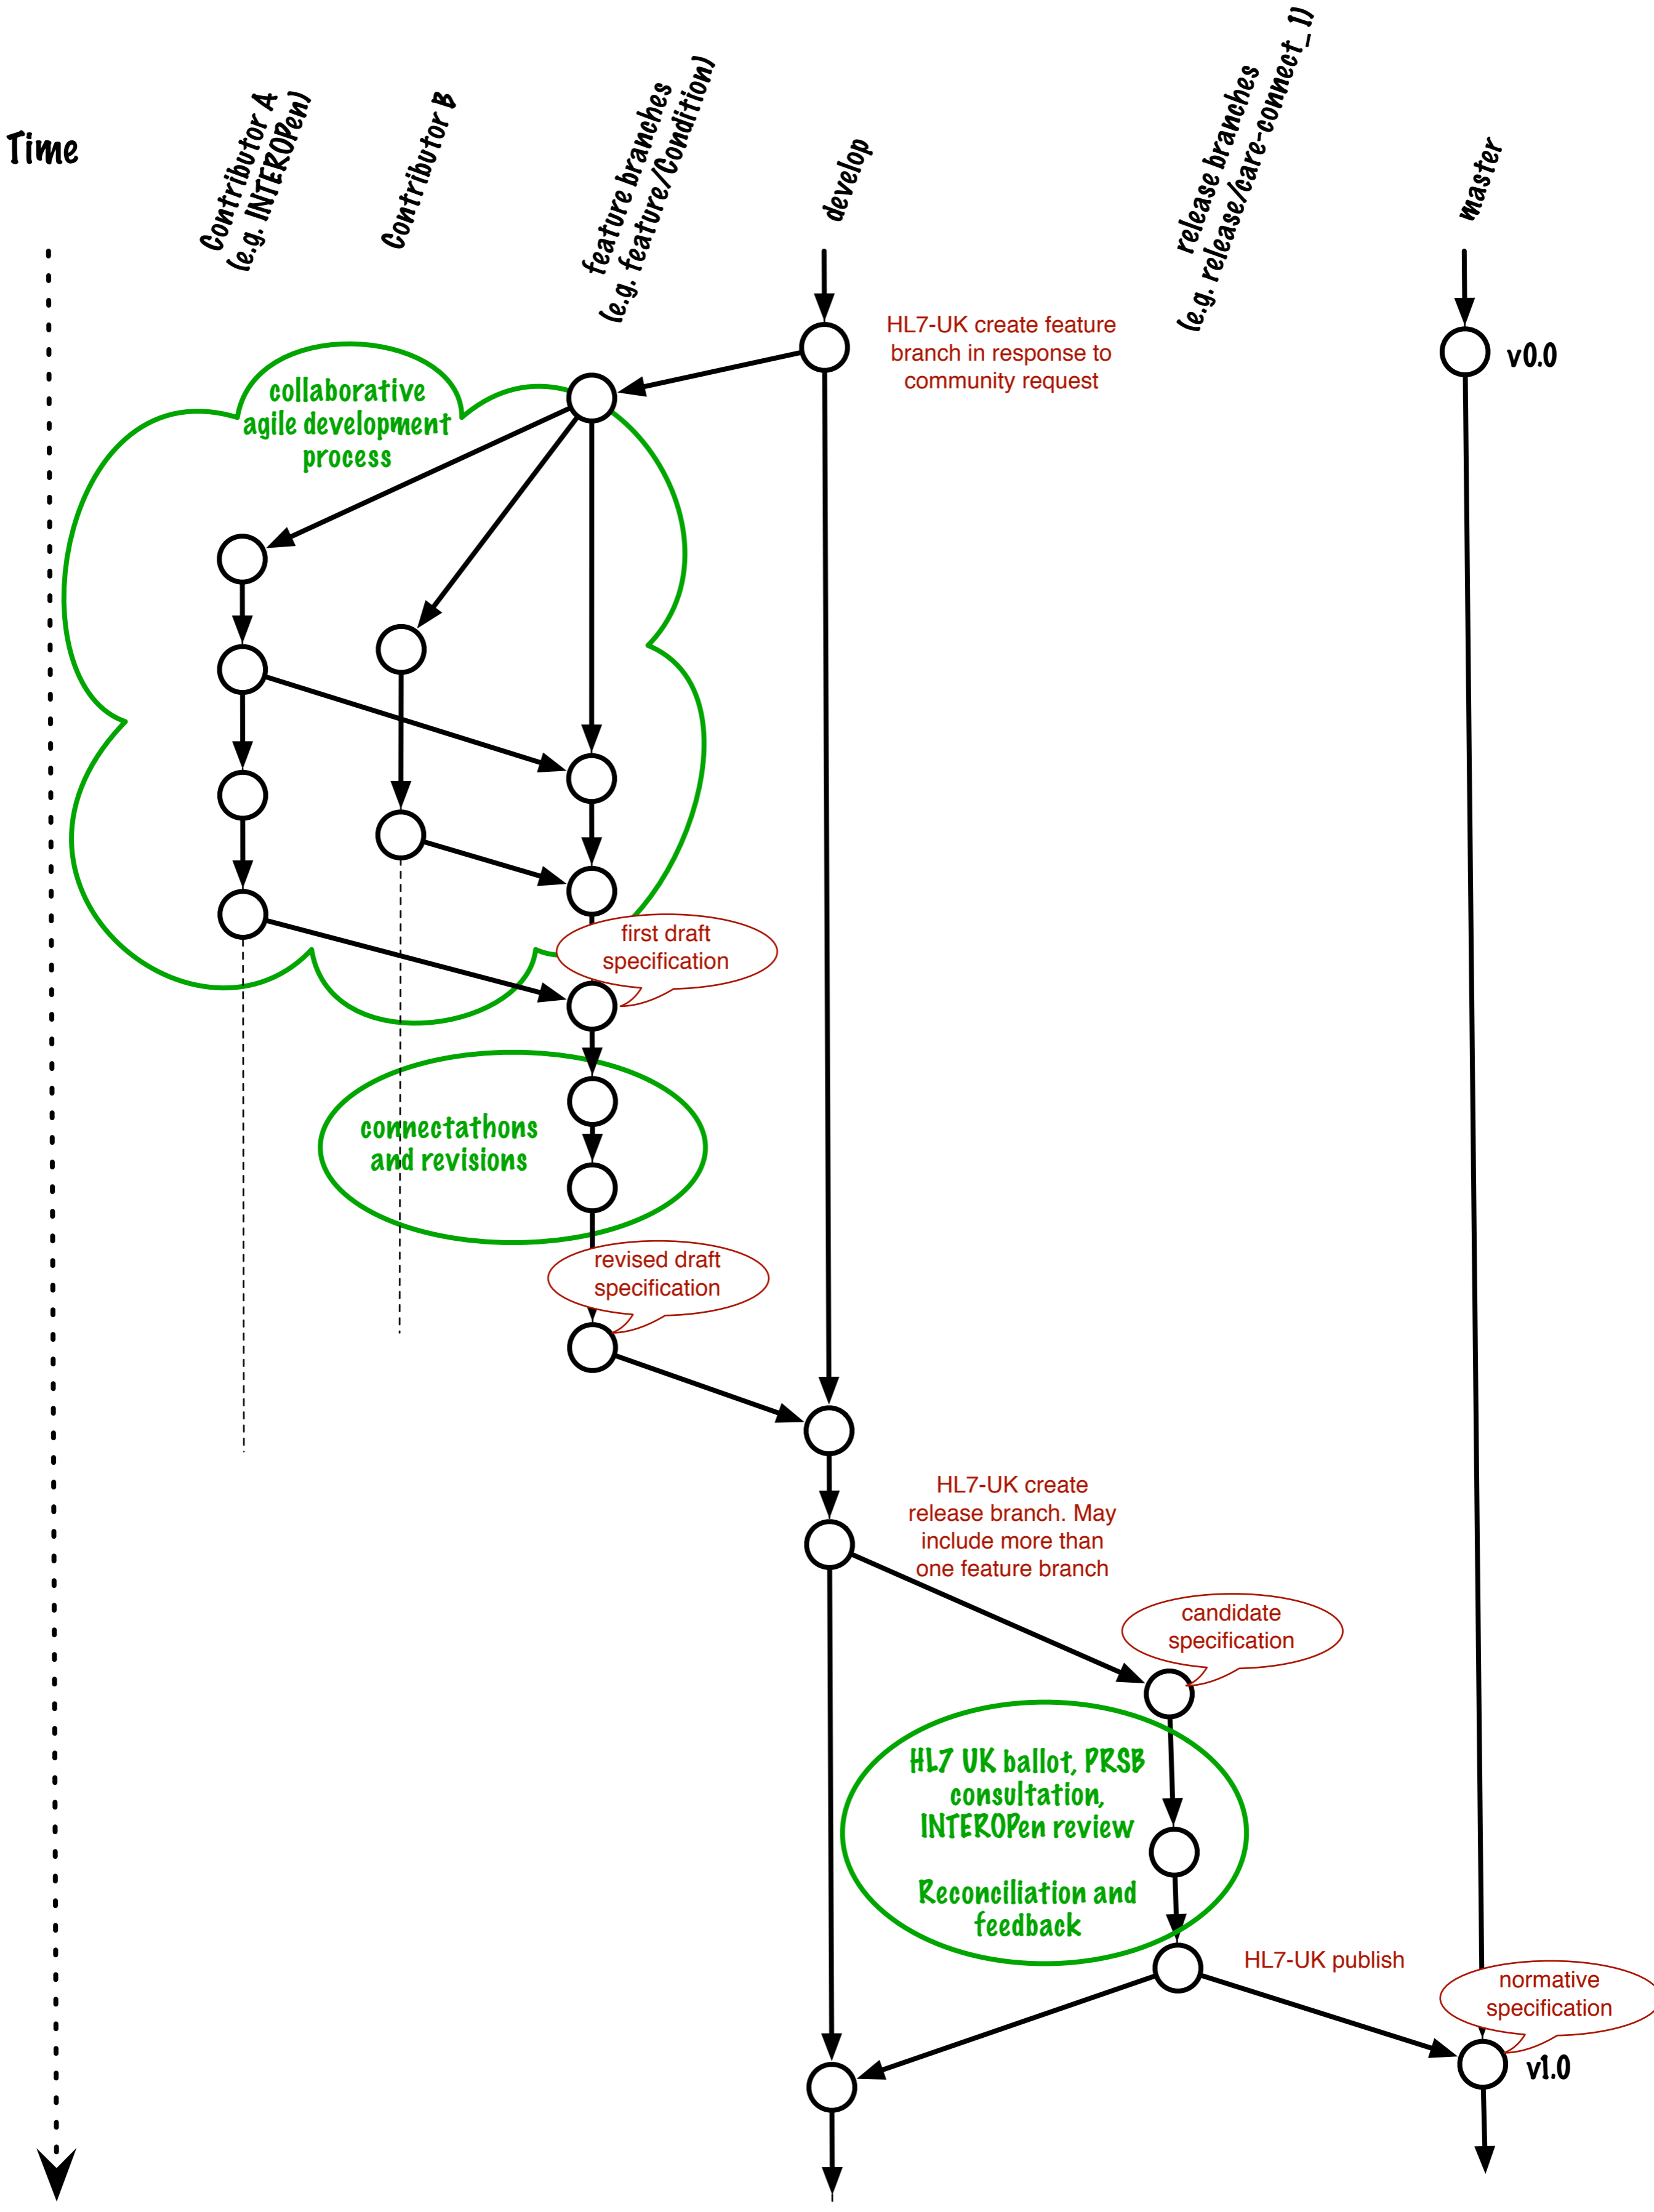 Time
Contributor A
(e.g. INTEROPen)
Contributor B
feature branches
(e.g. feature/Condition)
develop
release branches
(e.g. release/care-connect_1)
master
HL7-UK create feature
branch in response to
community request
v0.0
collaborative
agile development
process
first draft
specification
connectathons
and revisions
revised draft
specification
HL7-UK create
release branch. May
include more than
one feature branch
candidate
specification
HL7 UK ballot, PRSB
consultation,
INTEROPen review
Reconciliation and
feedback
HL7-UK publish
normative
specification
v1.0